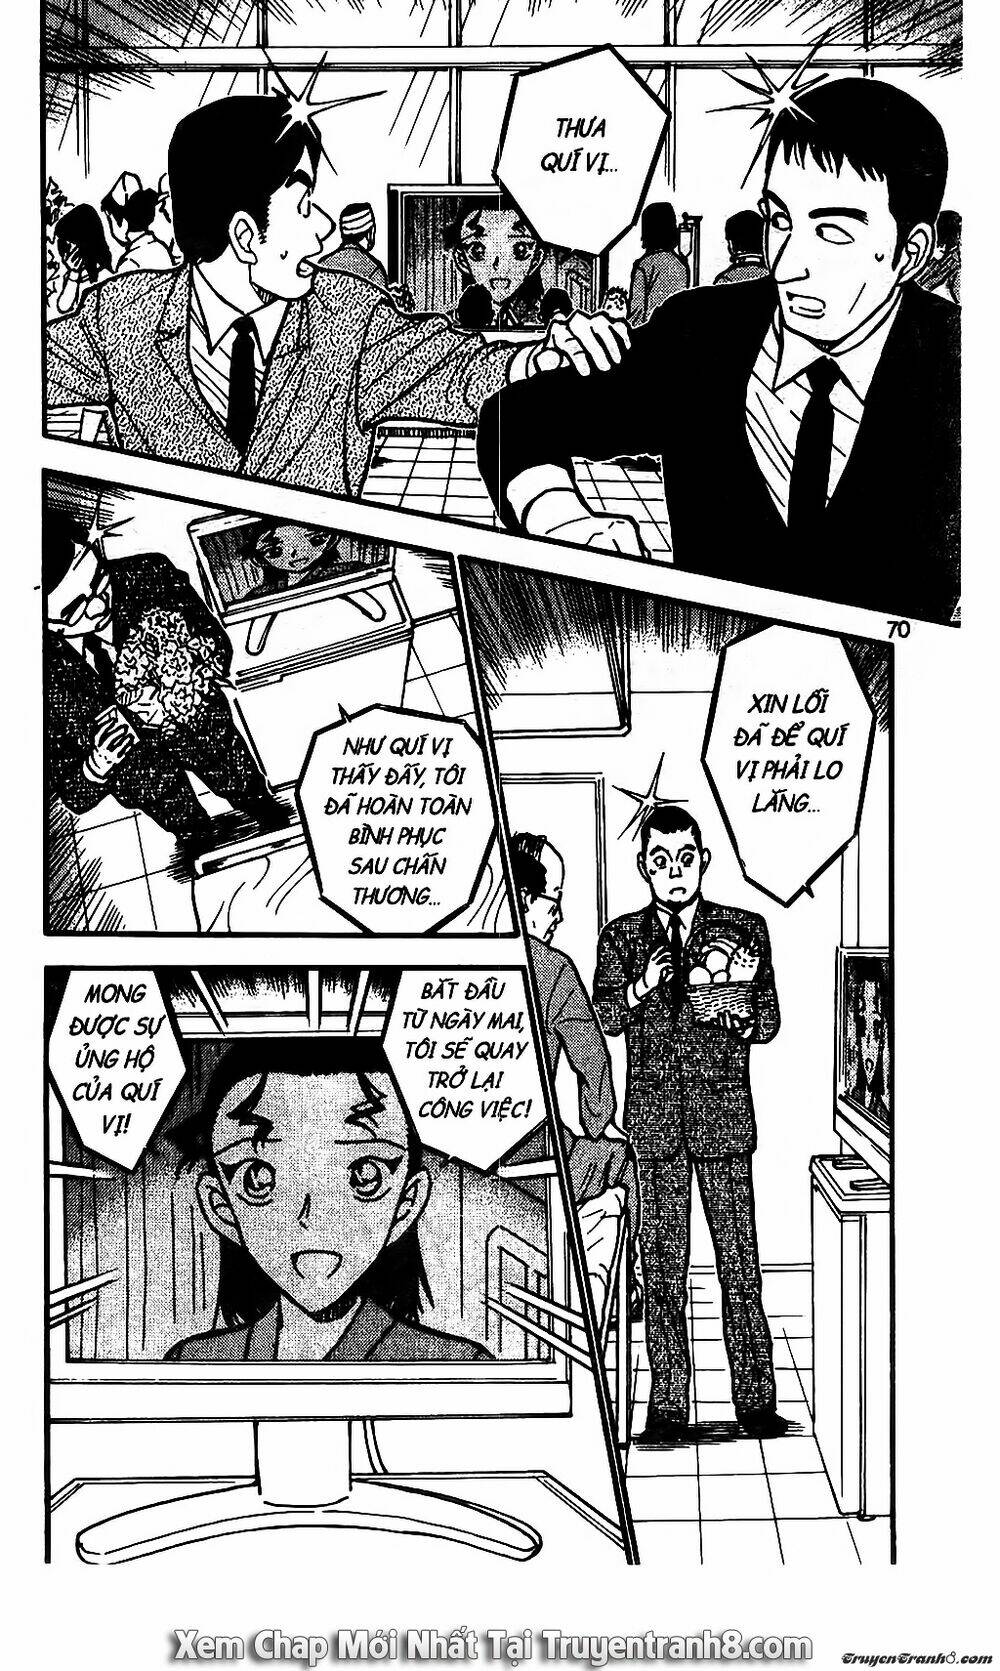 THƯA
QUÍ VỊ...
70
NHƯ QUÍ VỊ
THẤY ĐẤY, TÔI
ĐÃ HOÀN TOÀN
BÌNH PHỤC
SAU CHẤN
THƯƠNG...
XIN LỖI
ĐÃ ĐỂ QUÍ
VỊ PHẢI LO
LẮNG...
BẮT ĐẦU
TỪ NGÀY MAI,
TÔI SẼ QUAY
TRỞ LẠI
CÔNG VIỆC!
MONG
ĐƯỢC SỰ
ỦNG HỘ
CỦA QUÍ
VỊ!
Xem Chap Mới Nhất Tại Truyentranh8.com
TruyenTranh8.com